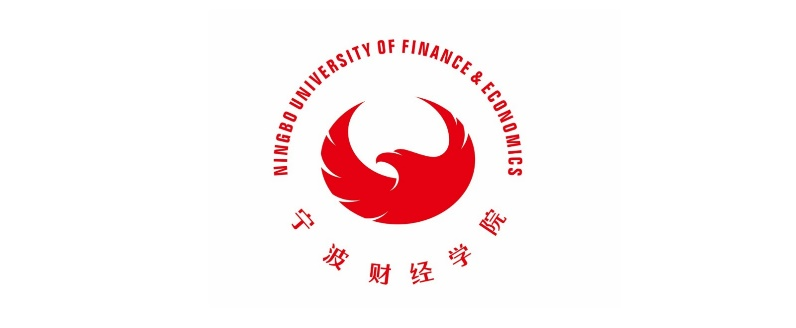 NINGBO UNIVERSITY OF FINANCE & ECONOMICS
宁波财经学院